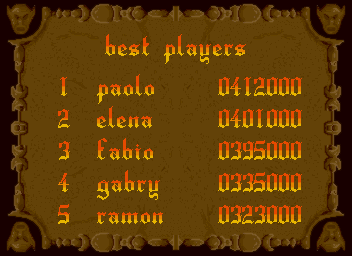 best players
1 paolo 0412000
2 elena 0401000
3 fabio 0395000
4 gabry 0335000
5 ramon 0323000